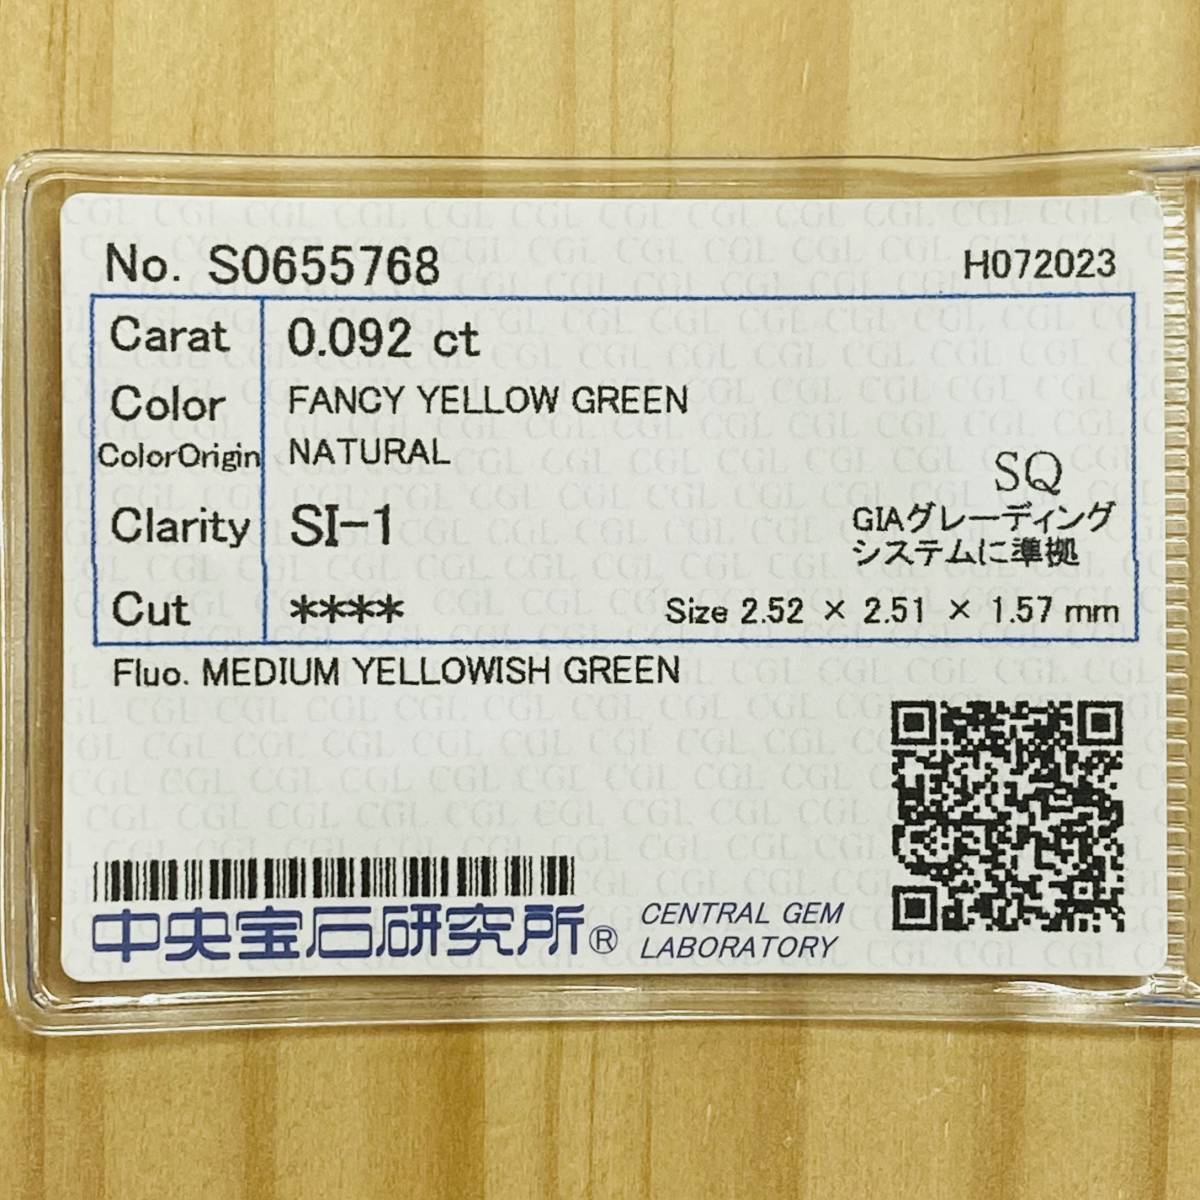 No. S0655768
H072023
Carat 0.092 ct
Color FANCY YELLOW GREEN
ColorOrigin NATURAL
SQ
Clarity SI-1
GIAグレーディング
システムに準拠
Cut ****
Size 2.52 × 2.51 × 1.57 mm
Fluo. MEDIUM YELLOWISH GREEN
中央宝石研究所®
CENTRAL GEM
LABORATORY